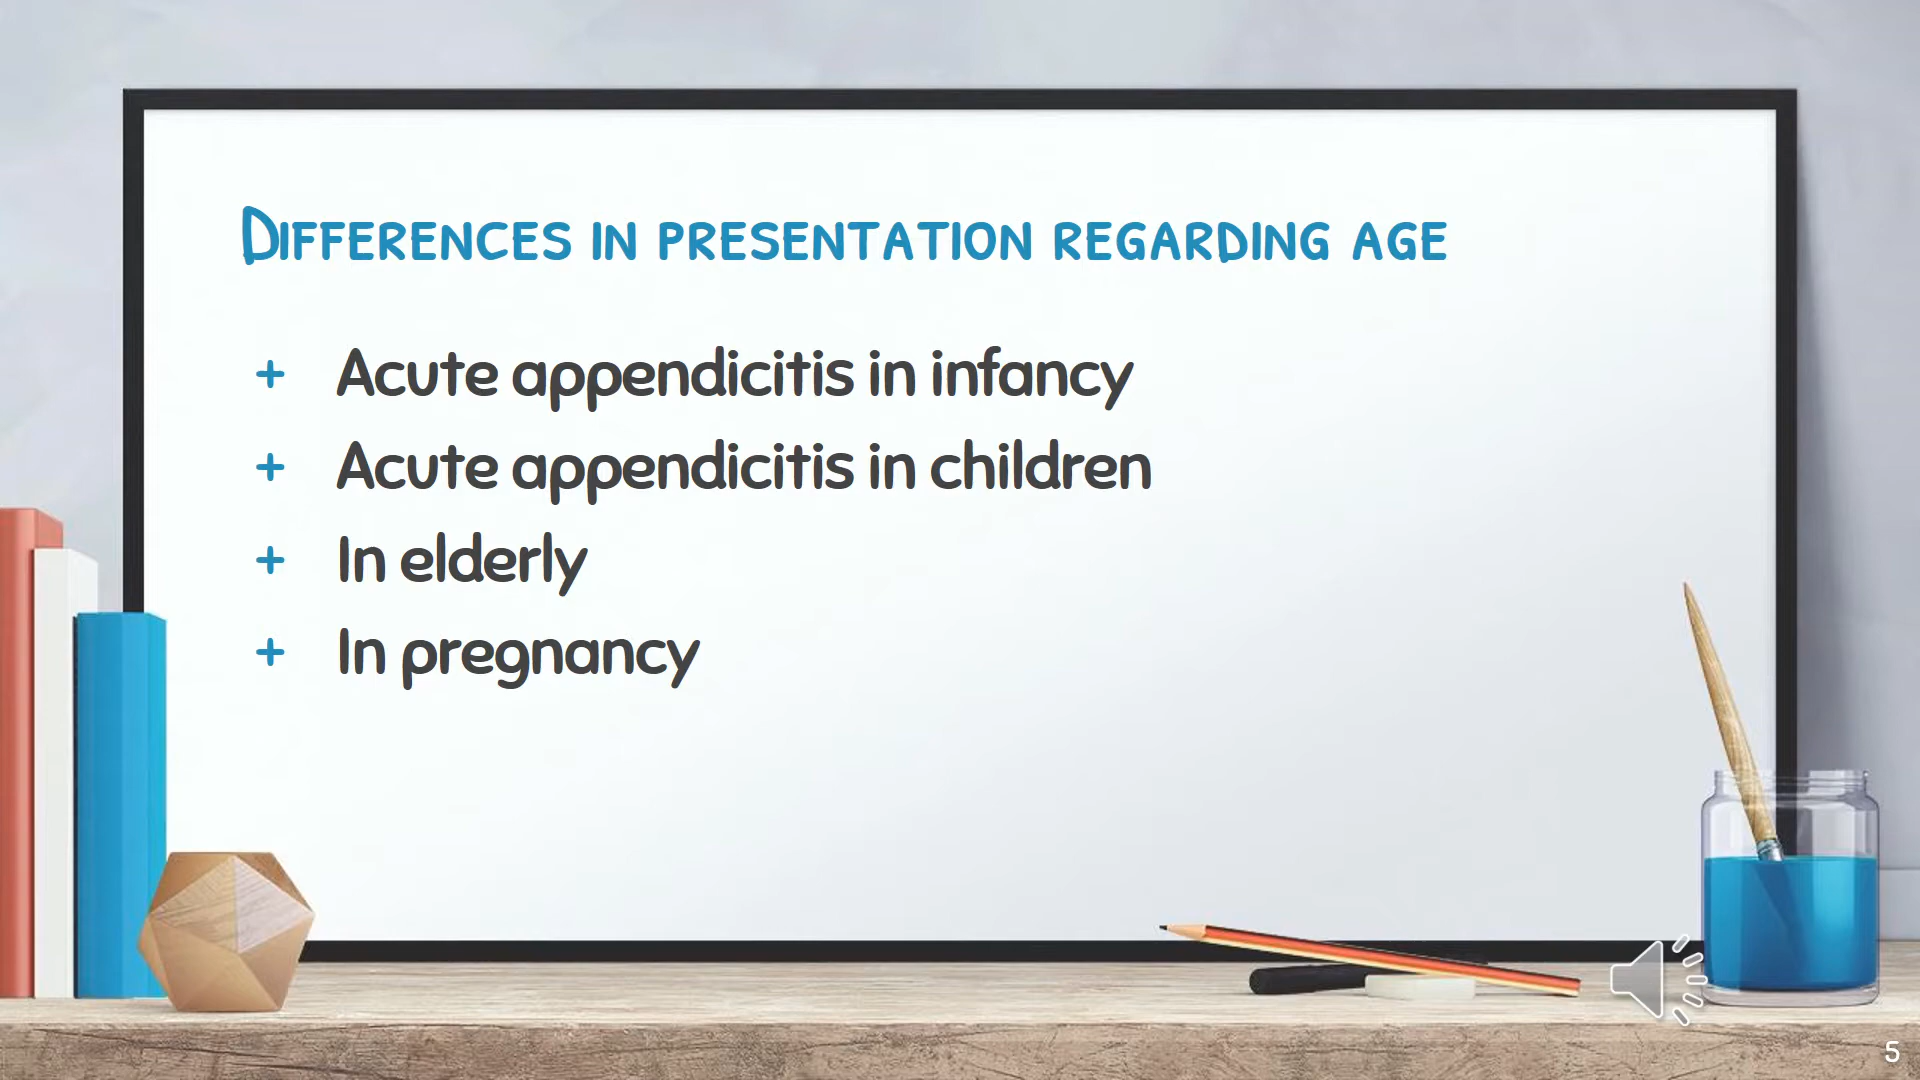 Differences in presentation regarding age
+ Acute appendicitis in infancy
+ Acute appendicitis in children
+ In elderly
+ In pregnancy
5